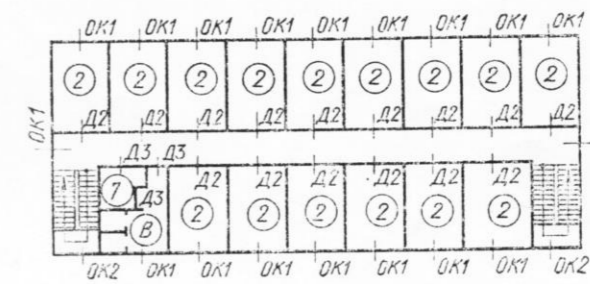 ОК1 ОК1 ОК1 ОК1 ОК1 ОК1 ОК1 ОК1 ОК1
ОК1
2 2 2 2 2 2 2 2 2
Д2 Д2 Д2 Д2 Д2 Д2 Д2 Д2 Д2
Д3 Д3
Д2 Д2 Д2 Д2 Д2 Д2
7 Д3
2 2 2 2 2 2
В
ОК2 ОК1 ОК1 ОК1 ОК1 ОК1 ОК1 ОК1 ОК2